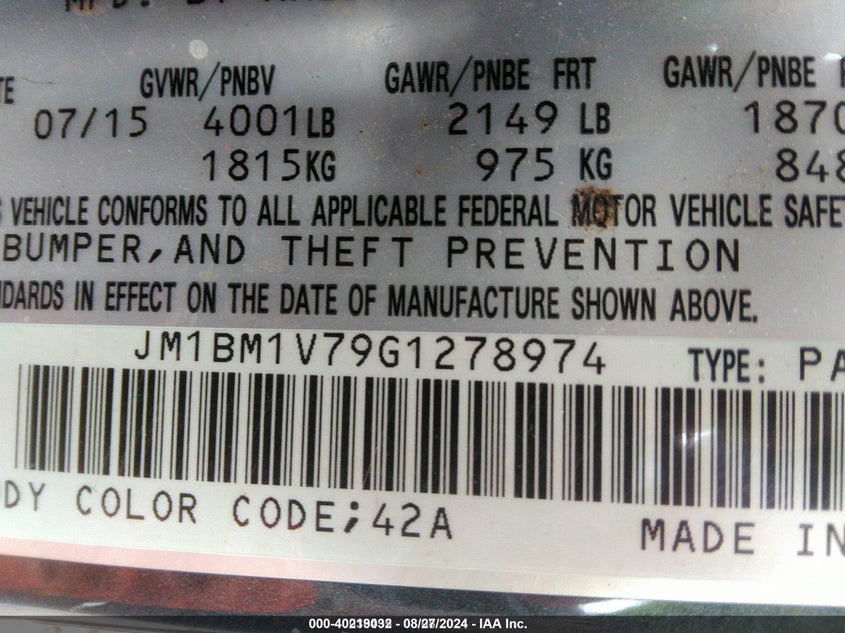 TE GVWR/PNBV GAWR/PNBE FRT GAWR/PNBE
07/15 4001LB 2149 LB 1870
1815KG 975 KG 848
VEHICLE CONFORMS TO ALL APPLICABLE FEDERAL MOTOR VEHICLE SAFET
BUMPER,AND THEFT PREVENTION
NDARDS IN EFFECT ON THE DATE OF MANUFACTURE SHOWN ABOVE.
JM1BM1V79G1278974 TYPE: PA
ODY COLOR CODE;42A MADE IN
000-40219032 - 08/27/2024 - IAA Inc.